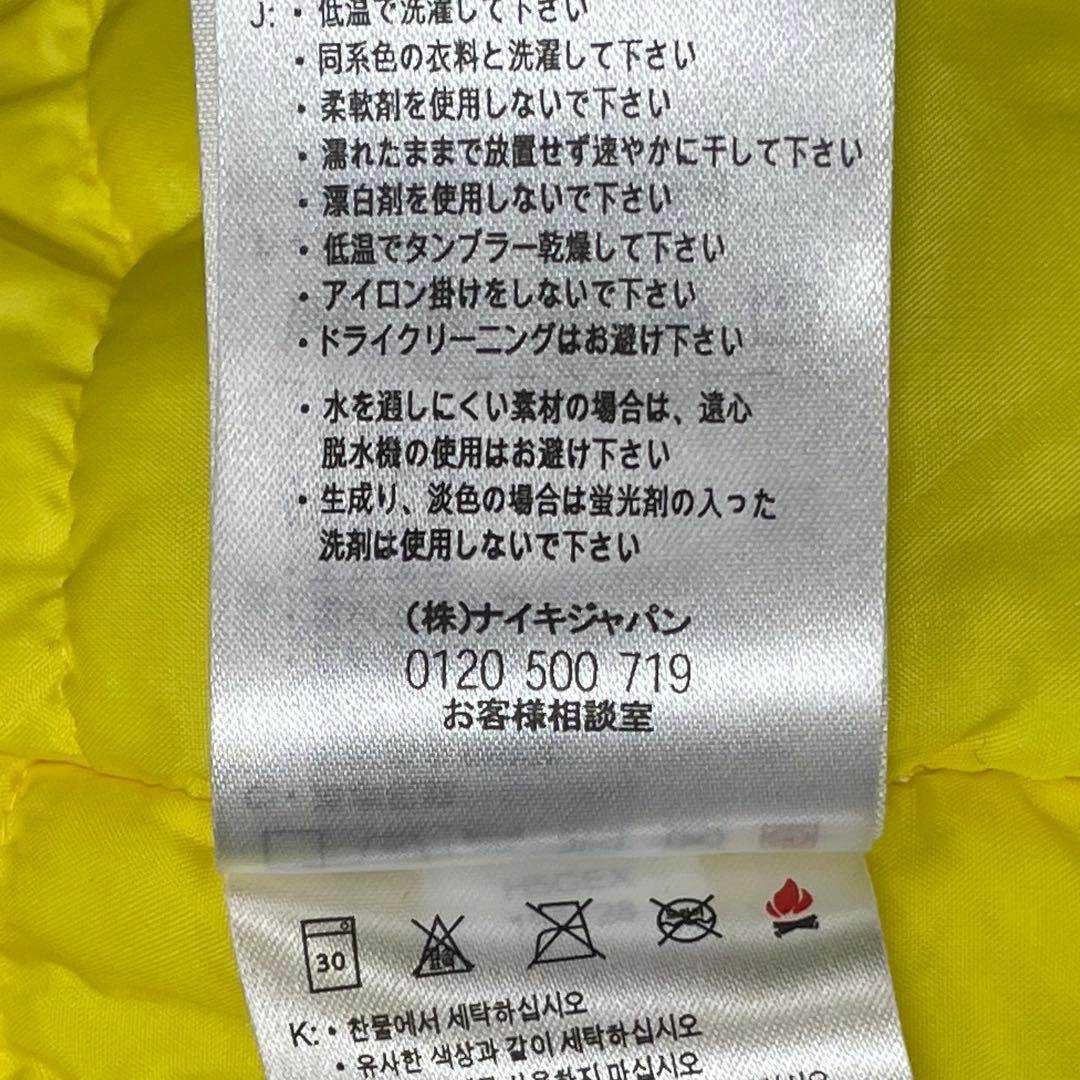 J: • 低温で洗濯して下さい
• 同系色の衣料と洗濯して下さい
• 柔軟剤を使用しないで下さい
• 濡れたままで放置せず速やかに干して下さい
• 漂白剤を使用しないで下さい
• 低温でタンブラー乾燥して下さい
• アイロン掛けをしないで下さい
• ドライクリーニングはお避け下さい
• 水を通しにくい素材の場合は、遠心
脱水機の使用はお避け下さい
• 生成り、淡色の場合は蛍光剤の入った
洗剤は使用しないで下さい
(株)ナイキジャパン
0120 500 719
お客様相談室
30
K: • 찬물에서 세탁하십시오
• 유사한 색상과 같이 세탁하십시오
사용하지 마십시오